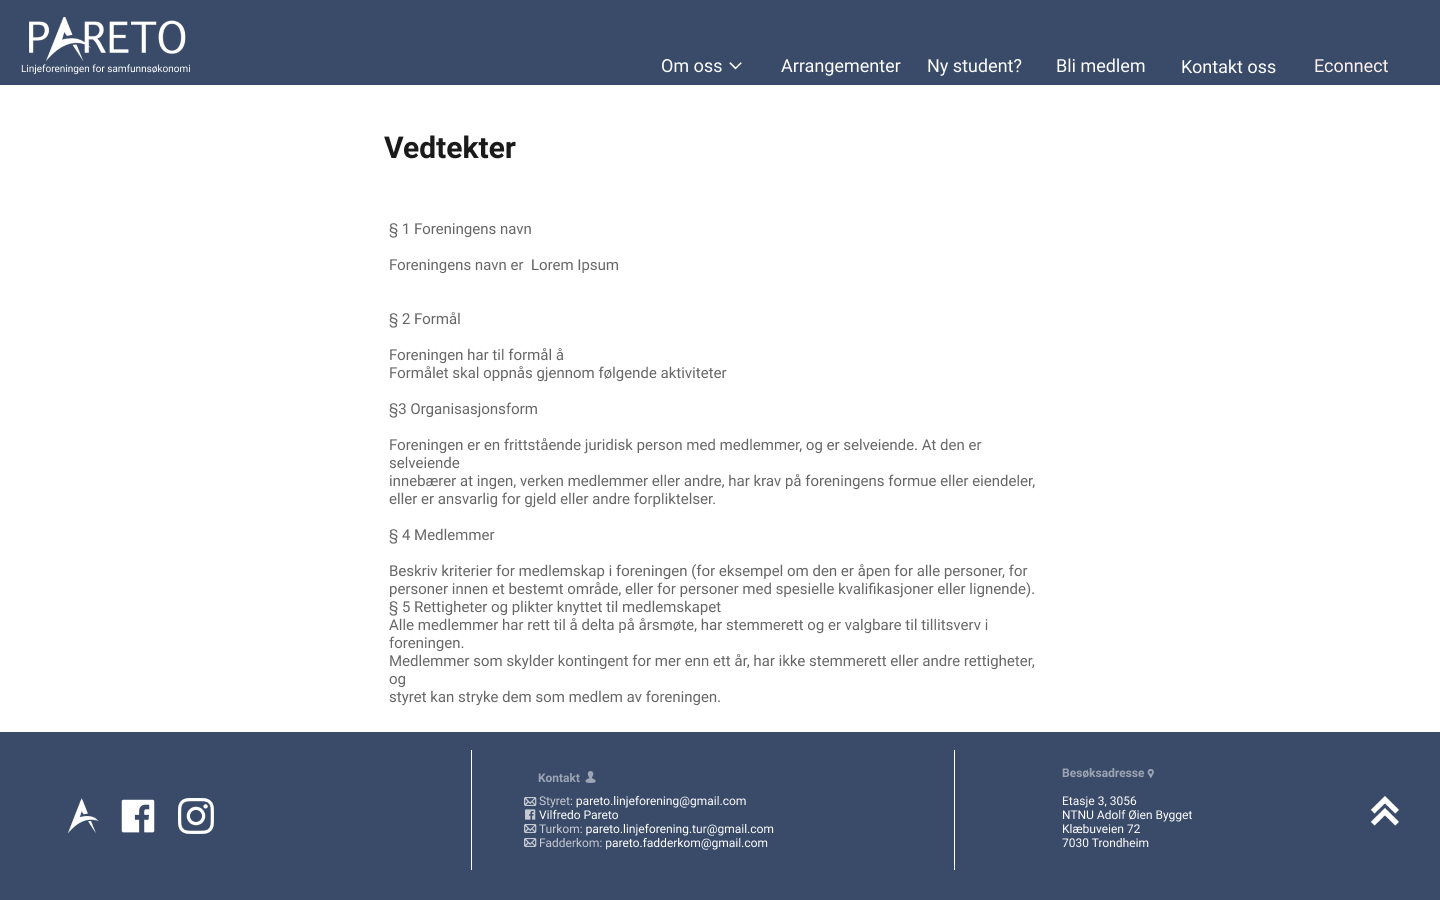 PARETO
Linjeforeningen for samfunnsøkonomi
Om oss
Arrangementer
Ny student?
Bli medlem
Kontakt oss
Econnect
Vedtekter
§ 1 Foreningens navn
Foreningens navn er  Lorem Ipsum
§ 2 Formål
Foreningen har til formål å
Formålet skal oppnås gjennom følgende aktiviteter
§3 Organisasjonsform
Foreningen er en frittstående juridisk person med medlemmer, og er selveiende. At den er
selveiende
innebærer at ingen, verken medlemmer eller andre, har krav på foreningens formue eller eiendeler,
eller er ansvarlig for gjeld eller andre forpliktelser.
§ 4 Medlemmer
Beskriv kriterier for medlemskap i foreningen (for eksempel om den er åpen for alle personer, for
personer innen et bestemt område, eller for personer med spesielle kvalifikasjoner eller lignende).
§ 5 Rettigheter og plikter knyttet til medlemskapet
Alle medlemmer har rett til å delta på årsmøte, har stemmerett og er valgbare til tillitsverv i
foreningen.
Medlemmer som skylder kontingent for mer enn ett år, har ikke stemmerett eller andre rettigheter,
og
styret kan stryke dem som medlem av foreningen.
Kontakt
Styret: pareto.linjeforening@gmail.com
Vilfredo Pareto
Turkom: pareto.linjeforening.tur@gmail.com
Fadderkom: pareto.fadderkom@gmail.com
Besøksadresse
Etasje 3, 3056
NTNU Adolf Øien Bygget
Klæbuveien 72
7030 Trondheim